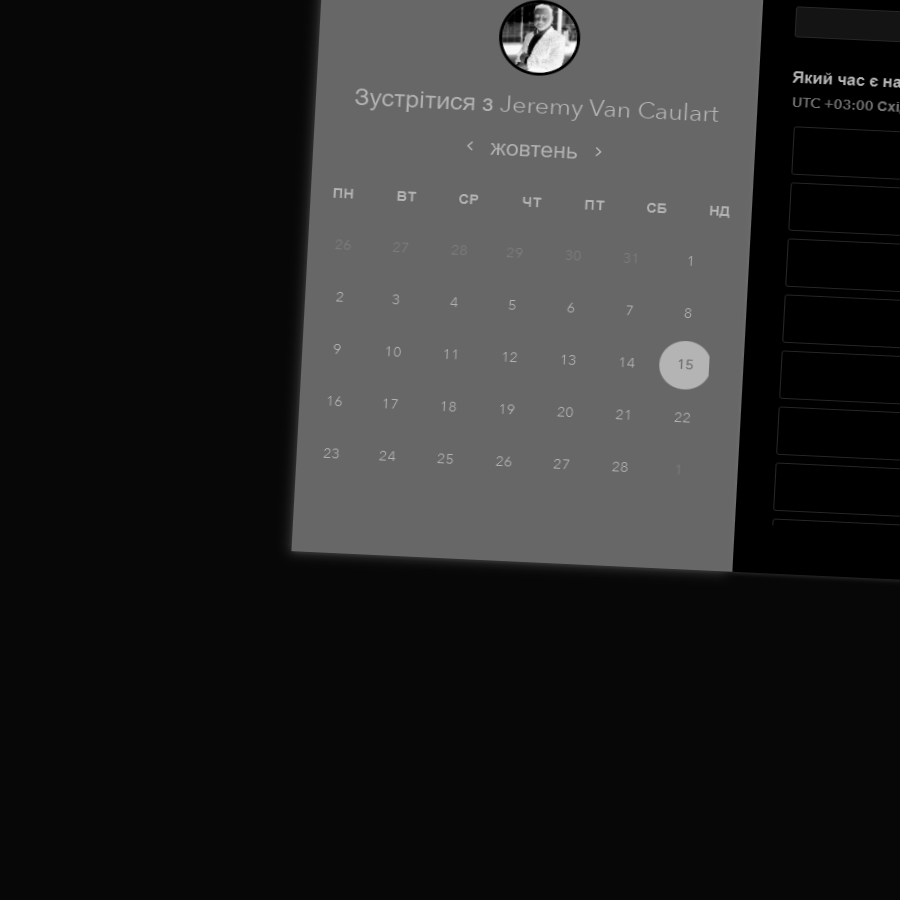 Зустрітися з Jeremy Van Caulart
‹ жовтень ›
ПН ВТ СР ЧТ ПТ СБ НД
26 27 28 29 30 31 1
2 3 4 5 6 7 8
9 10 11 12 13 14 15
16 17 18 19 20 21 22
23 24 25 26 27 28 1
Який час є на
UTC +03:00 Схі